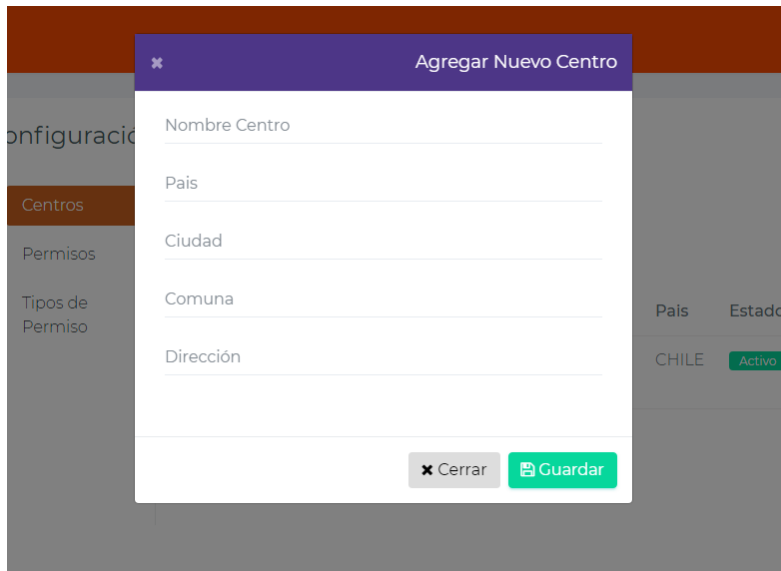 Agregar Nuevo Centro
onfiguració
Nombre Centro
Pais
Centros
Ciudad
Permisos
Comuna
Tipos de
Permiso
Pais Estado
Dirección
CHILE Activo
Cerrar Guardar